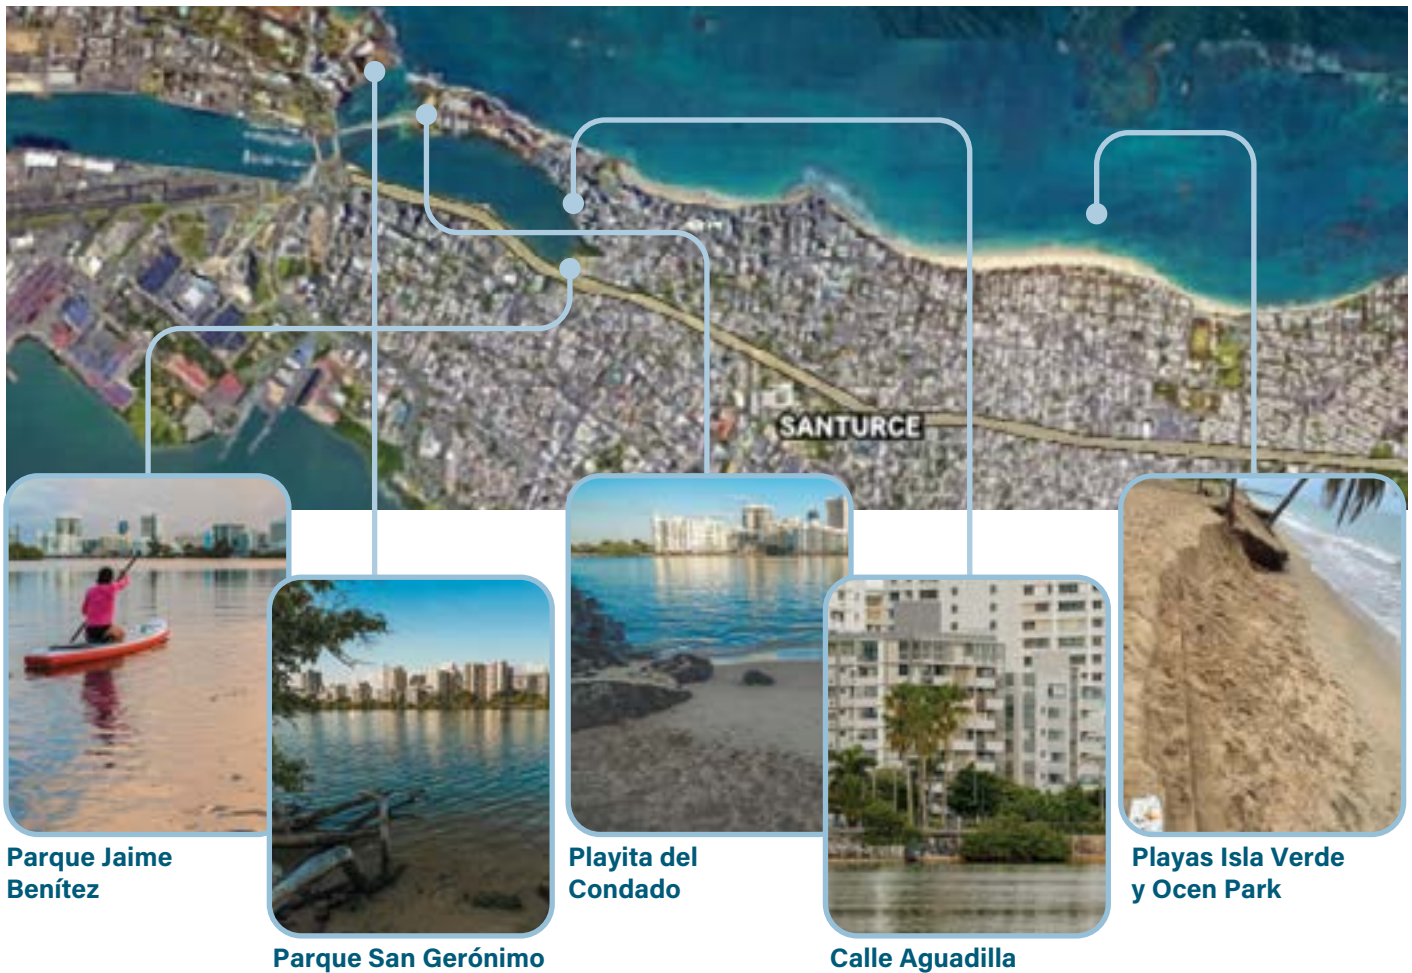 SANTURCE
Parque Jaime
Benítez
Parque San Gerónimo
Playita del
Condado
Calle Aguadilla
Playas Isla Verde
y Ocen Park